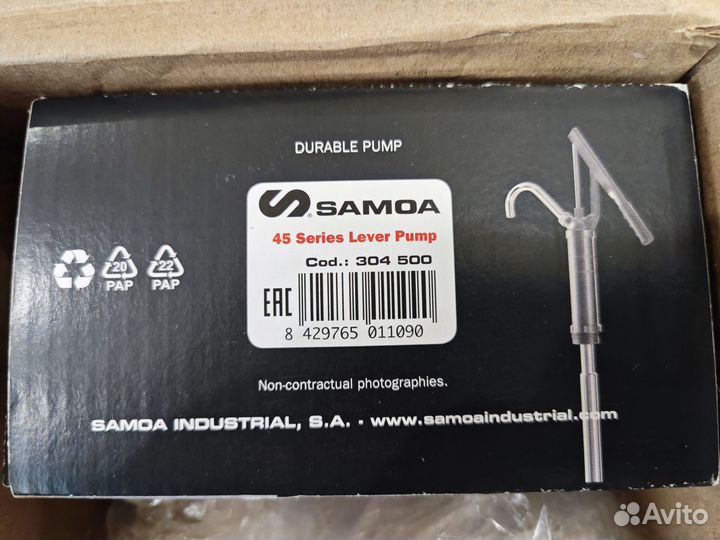 DURABLE PUMP
SAMOA
45 Series Lever Pump
Cod.: 304 500
EAC
8 429765 011090
20
PAP
22
PAP
Non-contractual photographies.
SAMOA INDUSTRIAL, S.A. · www.samoaindustrial.com
Avito